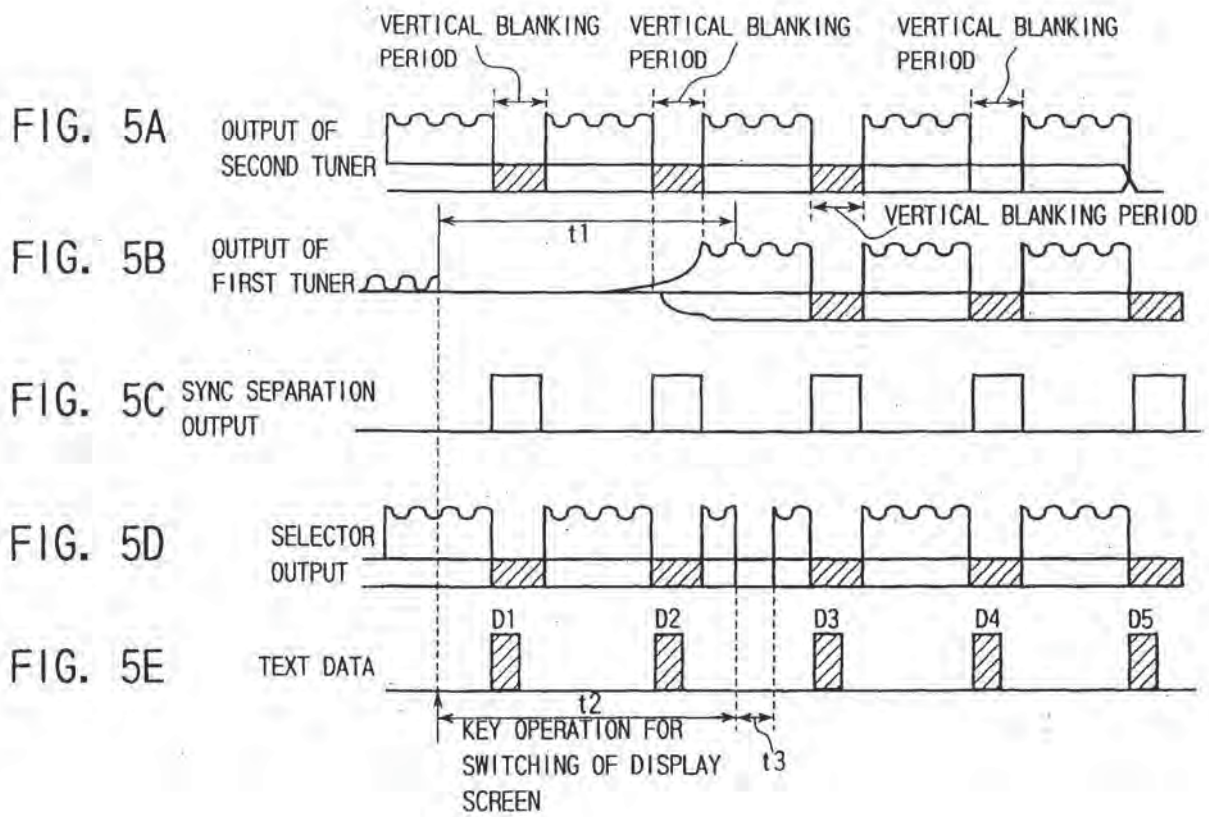 VERTICAL BLANKING
PERIOD
VERTICAL BLANKING
PERIOD
VERTICAL BLANKING
PERIOD
FIG. 5A
OUTPUT OF
SECOND TUNER
VERTICAL BLANKING PERIOD
t1
FIG. 5B
OUTPUT OF
FIRST TUNER
FIG. 5C
SYNC SEPARATION
OUTPUT
FIG. 5D
SELECTOR
OUTPUT
D1 D2 D3 D4 D5
FIG. 5E
TEXT DATA
t2
t3
KEY OPERATION FOR
SWITCHING OF DISPLAY
SCREEN